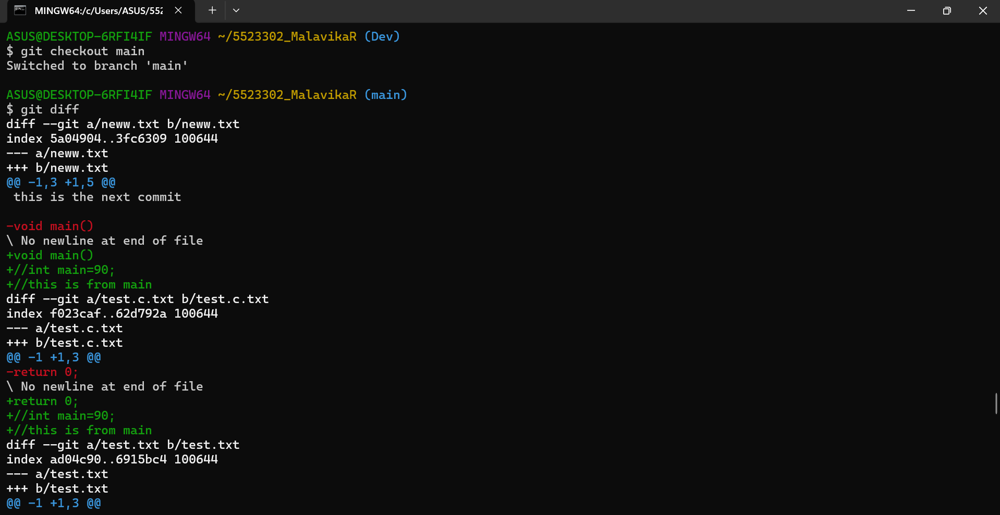 MINGW64:/c/Users/ASUS/552
ASUS@DESKTOP-6RFI4IF MINGW64 ~/5523302_MalavikaR (Dev)
$ git checkout main
Switched to branch 'main'
ASUS@DESKTOP-6RFI4IF MINGW64 ~/5523302_MalavikaR (main)
$ git diff
diff --git a/neww.txt b/neww.txt
index 5a04904..3fc6309 100644
--- a/neww.txt
+++ b/neww.txt
@@ -1,3 +1,5 @@
 this is the next commit
-void main()
\ No newline at end of file
+void main()
+//int main=90;
+//this is from main
diff --git a/test.c.txt b/test.c.txt
index f023caf..62d792a 100644
--- a/test.c.txt
+++ b/test.c.txt
@@ -1 +1,3 @@
-return 0;
\ No newline at end of file
+return 0;
+//int main=90;
+//this is from main
diff --git a/test.txt b/test.txt
index ad04c90..6915bc4 100644
--- a/test.txt
+++ b/test.txt
@@ -1 +1,3 @@